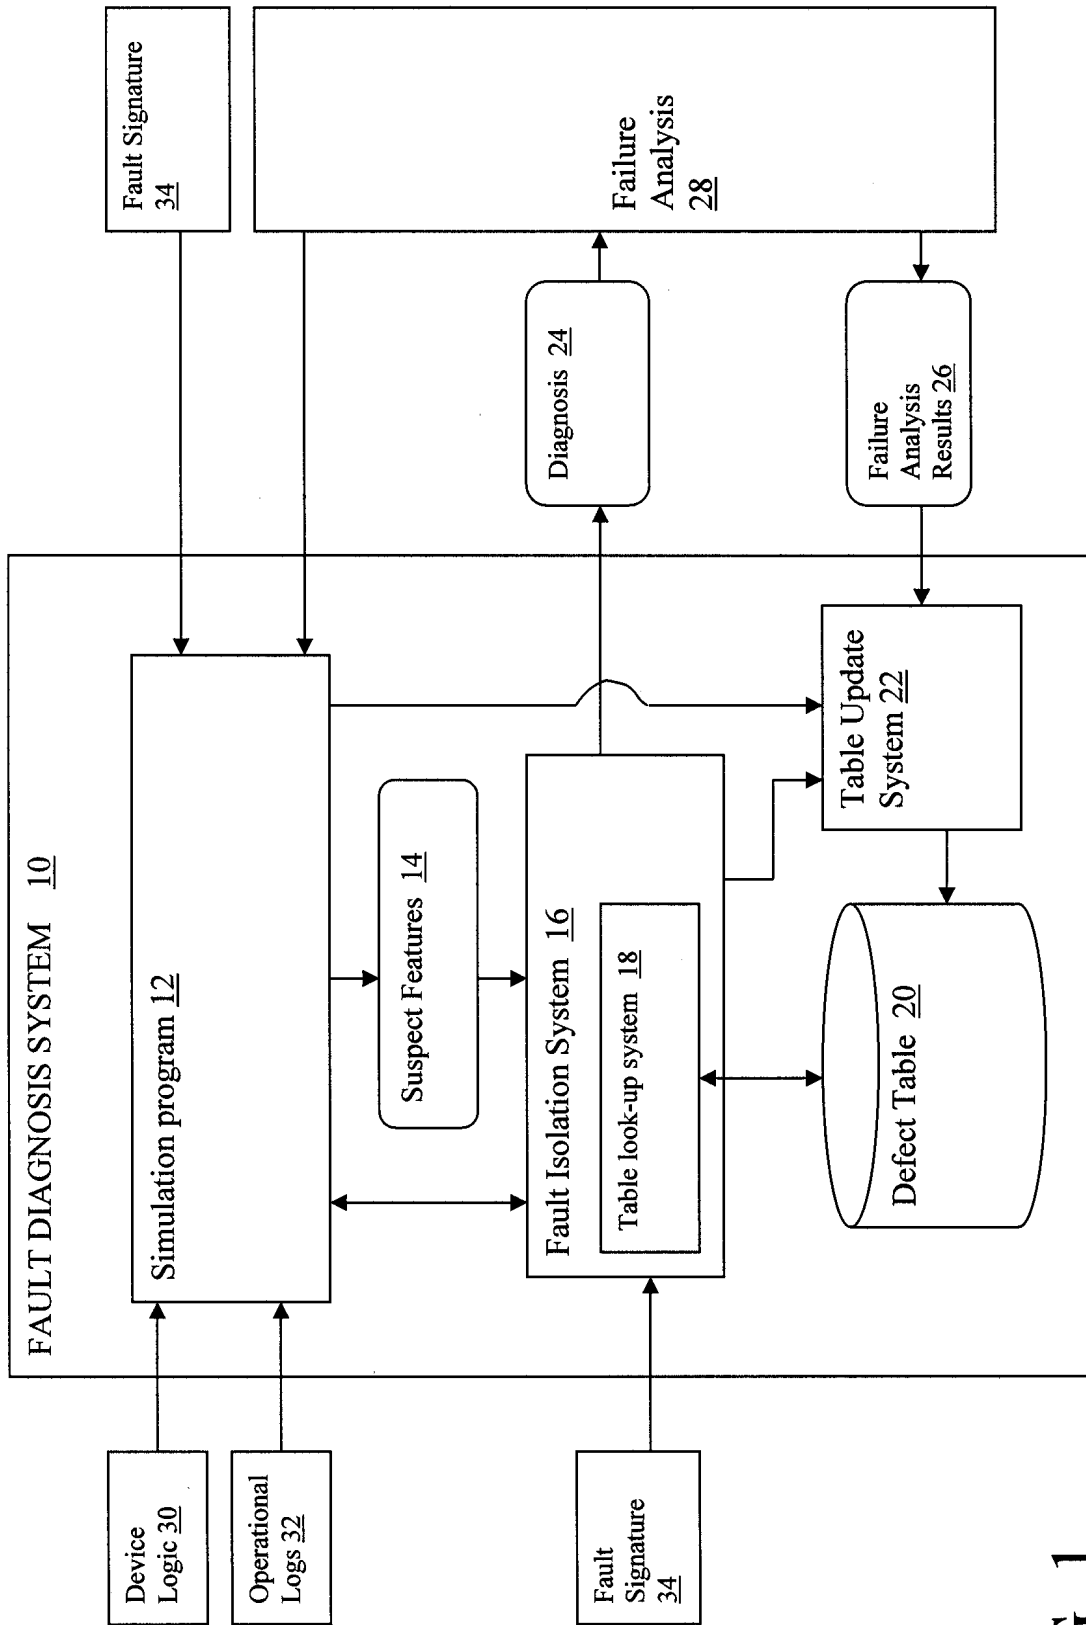 FAULT DIAGNOSIS SYSTEM 10
Device
Logic 30
Operational
Logs 32
Fault
Signature
34
Simulation program 12
Suspect Features 14
Fault Isolation System 16
Table look-up system 18
Defect Table 20
Table Update
System 22
Diagnosis 24
Failure
Analysis
Results 26
Fault Signature
34
Failure
Analysis
28